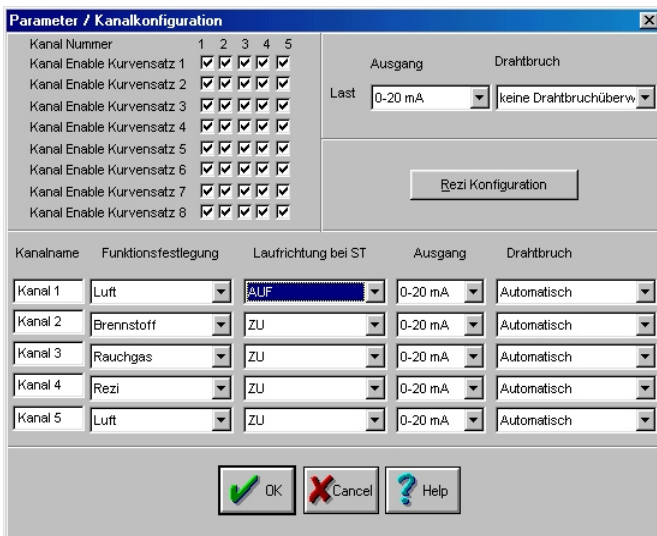 Parameter / Kanalkonfiguration
Kanal Nummer 1 2 3 4 5
Kanal Enable Kurvensatz 1
Kanal Enable Kurvensatz 2
Kanal Enable Kurvensatz 3
Kanal Enable Kurvensatz 4
Kanal Enable Kurvensatz 5
Kanal Enable Kurvensatz 6
Kanal Enable Kurvensatz 7
Kanal Enable Kurvensatz 8
Ausgang Drahtbruch
Last 0-20 mA keine Drahtbruchüberw
Rezi Konfiguration
Kanalname Funktionsfestlegung Laufrichtung bei ST Ausgang Drahtbruch
Kanal 1 Luft AUF 0-20 mA Automatisch
Kanal 2 Brennstoff ZU 0-20 mA Automatisch
Kanal 3 Rauchgas ZU 0-20 mA Automatisch
Kanal 4 Rezi ZU 0-20 mA Automatisch
Kanal 5 Luft ZU 0-20 mA Automatisch
OK Cancel Help